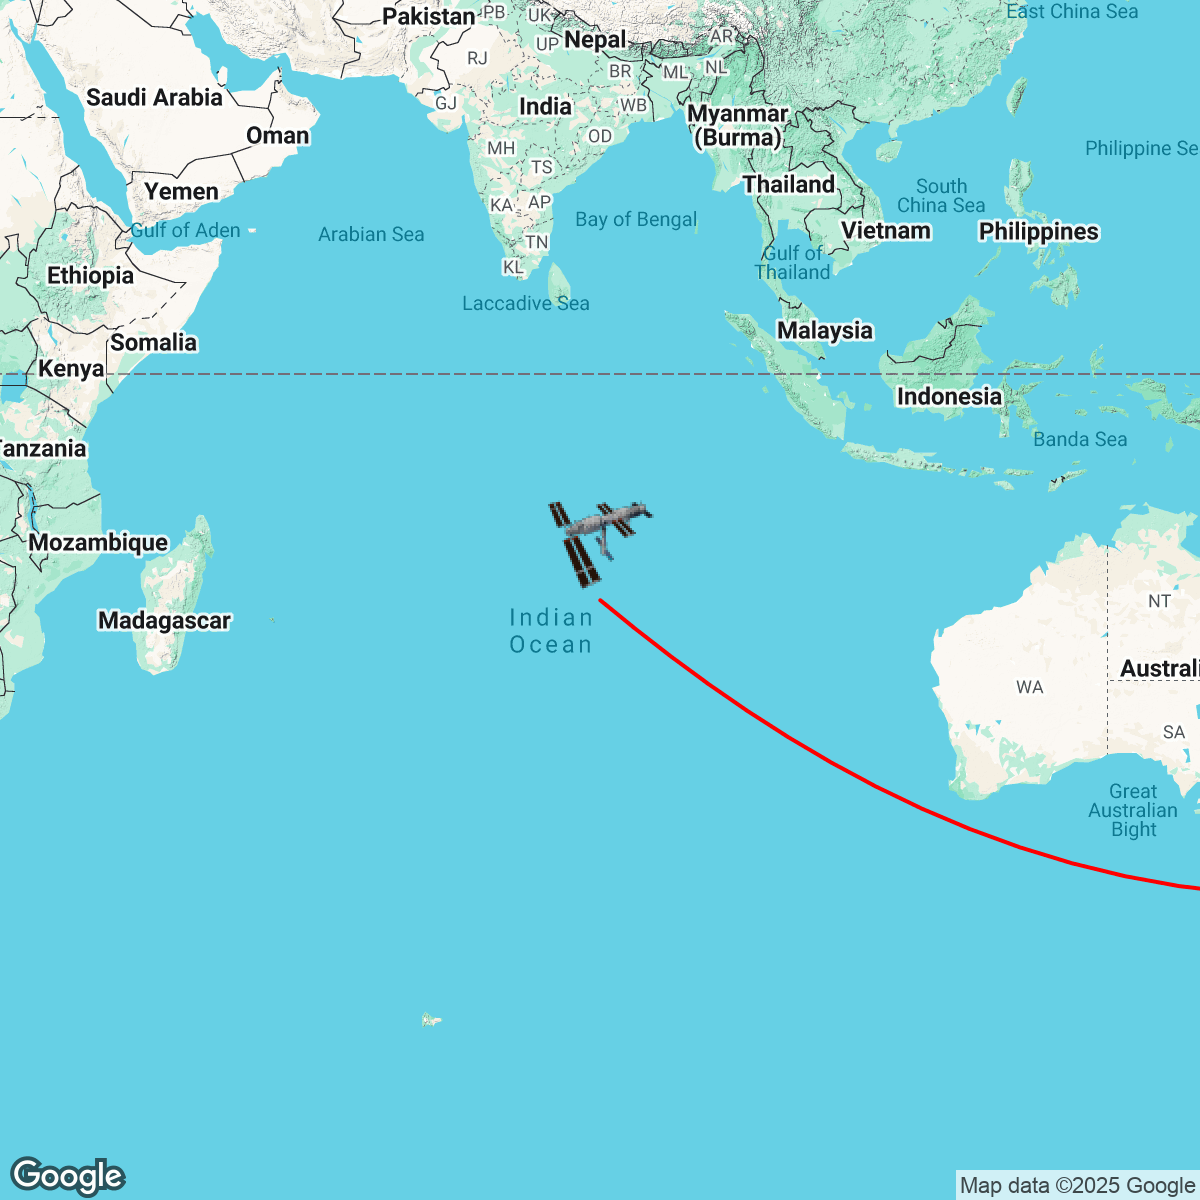 East China Sea
Pakistan
PB
UK
Nepal
AR
UP
RJ
BR
ML
NL
Saudi Arabia
GJ
India
WB
Myanmar
(Burma)
Oman
OD
MH
Philippine Se
TS
Yemen
Thailand
South
China Sea
KA
AP
Gulf of Aden
Arabian Sea
Bay of Bengal
Vietnam
Philippines
TN
Gulf of
Thailand
KL
Ethiopia
Laccadive Sea
Malaysia
Somalia
Kenya
Indonesia
Banda Sea
anzania
Mozambique
NT
Madagascar
Indian
Ocean
Australi
WA
SA
Great
Australian
Bight
Google
Map data ©2025 Google